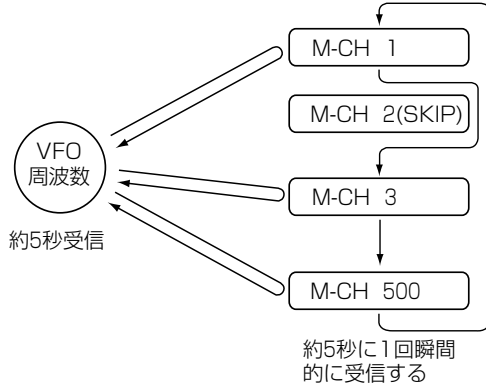 M-CH 1
M-CH 2(SKIP)
VFO
周波数
M-CH 3
約5秒受信
M-CH 500
約5秒に1回瞬間
的に受信する